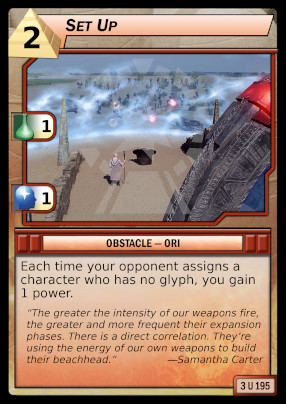 2
SET UP
1
1
OBSTACLE – ORI
Each time your opponent assigns a
character who has no glyph, you gain
1 power.
“The greater the intensity of our weapons fire,
the greater and more frequent their expansion
phases. There is a direct correlation. They’re
using the energy of our own weapons to build
their beachhead.” —Samantha Carter
3 U 195